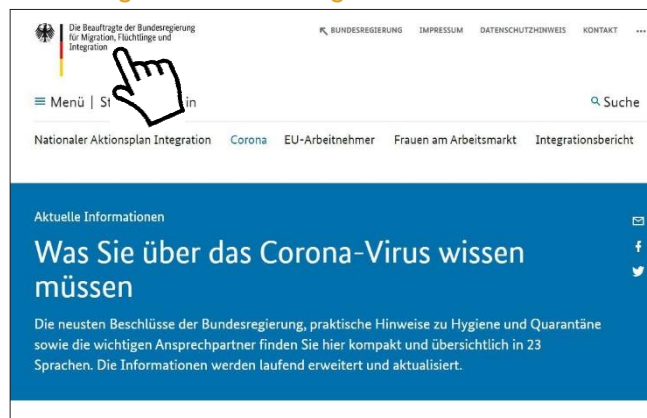 Die Beauftragte der Bundesregierung
für Migration, Flüchtlinge und
Integration
BUNDESREGIERUNG IMPRESSUM DATENSCHUTZHINWEIS KONTAKT ...
Menü | St in
Suche
Nationaler Aktionsplan Integration Corona EU-Arbeitnehmer Frauen am Arbeitsmarkt Integrationsbericht
Aktuelle Informationen
Was Sie über das Corona-Virus wissen
müssen
Die neusten Beschlüsse der Bundesregierung, praktische Hinweise zu Hygiene und Quarantäne
sowie die wichtigen Ansprechpartner finden Sie hier kompakt und übersichtlich in 23
Sprachen. Die Informationen werden laufend erweitert und aktualisiert.